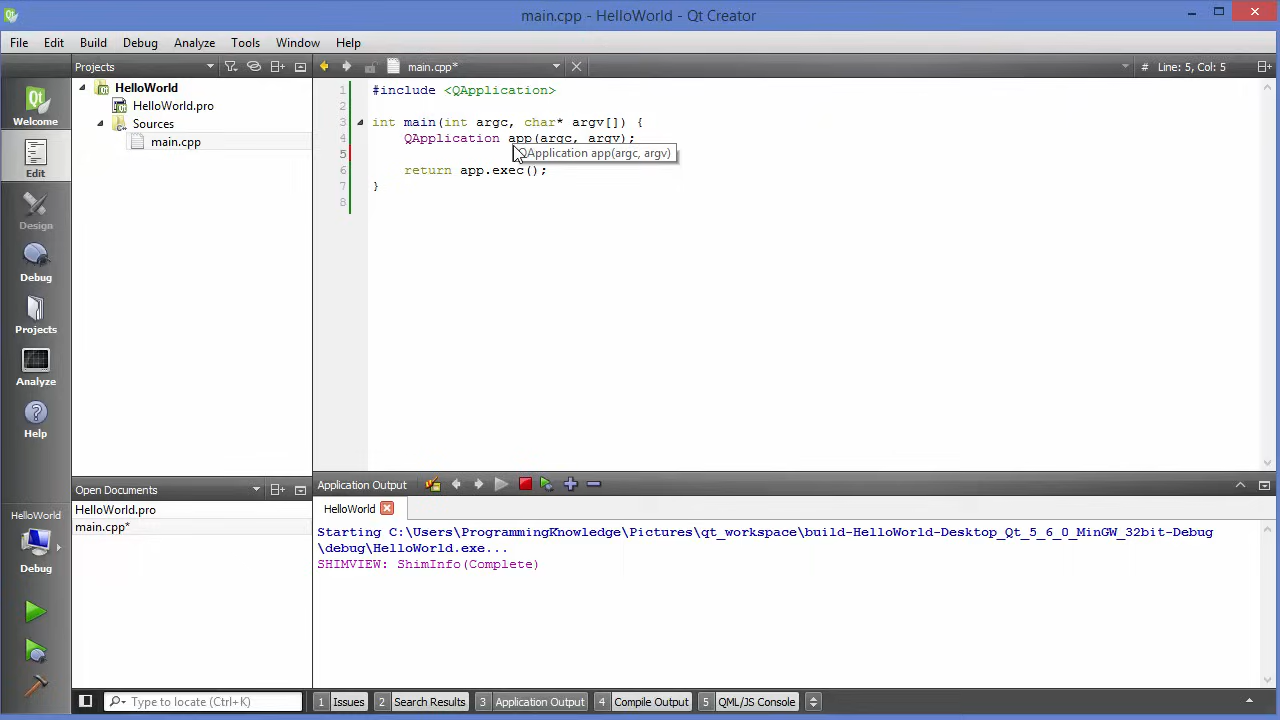 main.cpp - HelloWorld - Qt Creator
File Edit Build Debug Analyze Tools Window Help
Projects
main.cpp*
# Line: 5, Col: 5
Welcome
Edit
Design
Debug
Projects
Analyze
Help
HelloWorld
HelloWorld.pro
Sources
main.cpp
1 #include <QApplication>
2
3 int main(int argc, char* argv[]) {
4 QApplication app(argc, argv);
5 QApplication app(argc, argv)
6 return app.exec();
7 }
8
Open Documents
HelloWorld.pro
main.cpp*
HelloWorld
Debug
Application Output
HelloWorld
Starting C:\Users\ProgrammingKnowledge\Pictures\qt_workspace\build-HelloWorld-Desktop_Qt_5_6_0_MinGW_32bit-Debug
\debug\HelloWorld.exe...
SHIMVIEW: ShimInfo(Complete)
Type to locate (Ctrl+K) 1 Issues 2 Search Results 3 Application Output 4 Compile Output 5 QML/JS Console